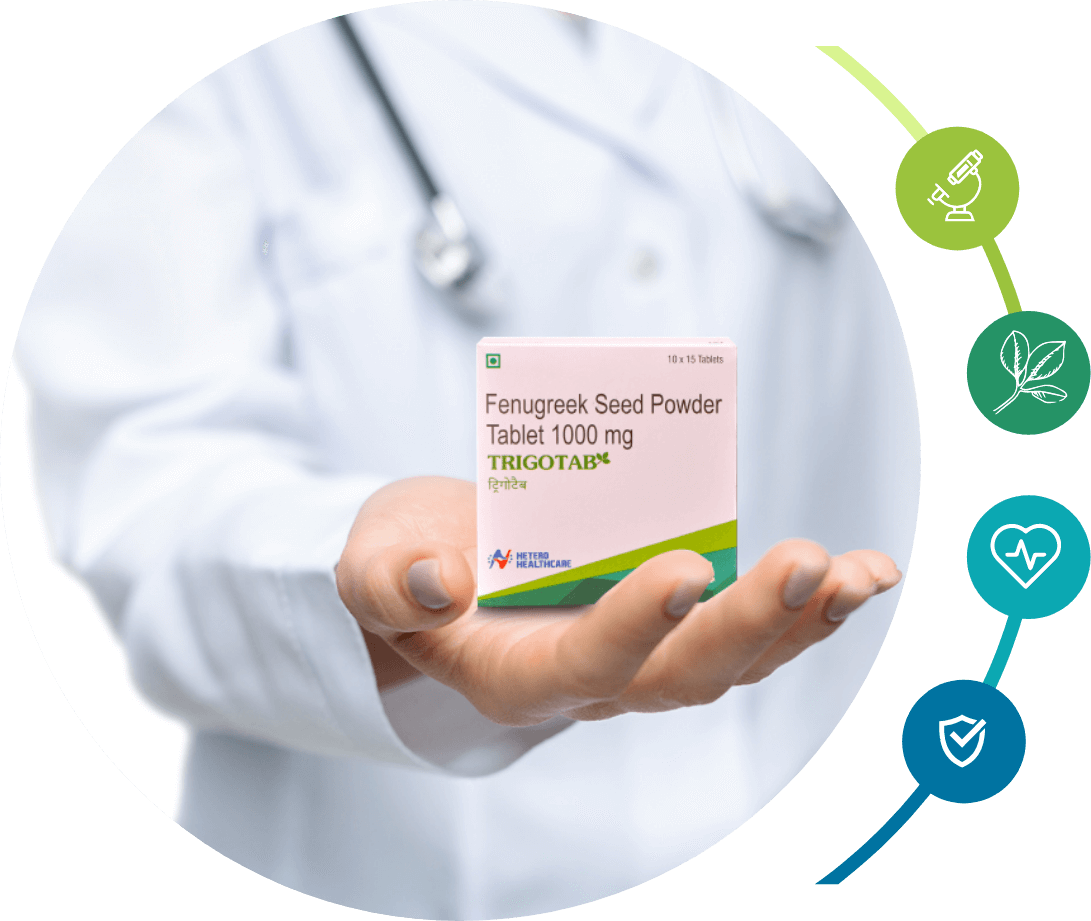 10 x 15 Tablets
Fenugreek Seed Powder
Tablet 1000 mg
TRIGOTAB
ट्रिगोटैब
HETERO
HEALTHCARE